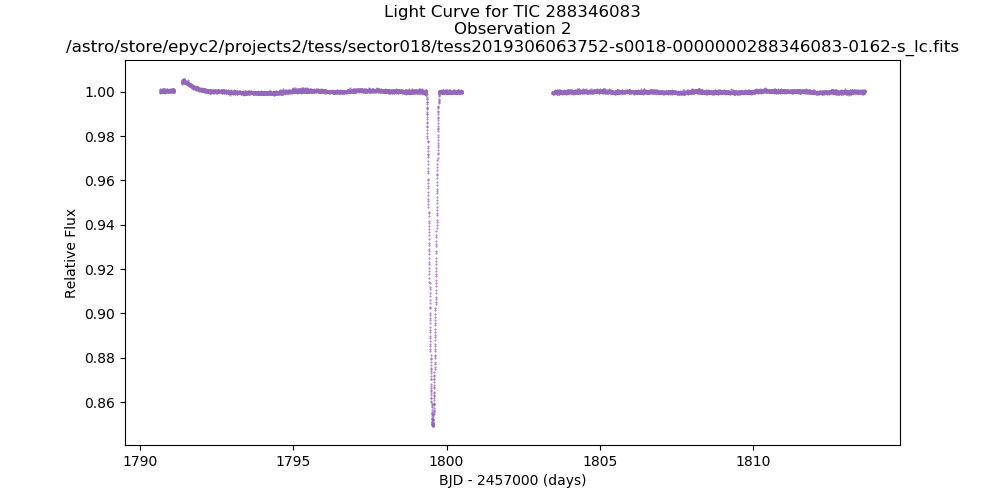 Light Curve for TIC 288346083
Observation 2
/astro/store/epyc2/projects2/tess/sector018/tess2019306063752-s0018-0000000288346083-0162-s_lc.fits
1.00
0.98
0.96
0.94
0.92
0.90
0.88
0.86
Relative Flux
1790 1795 1800 1805 1810
BJD - 2457000 (days)